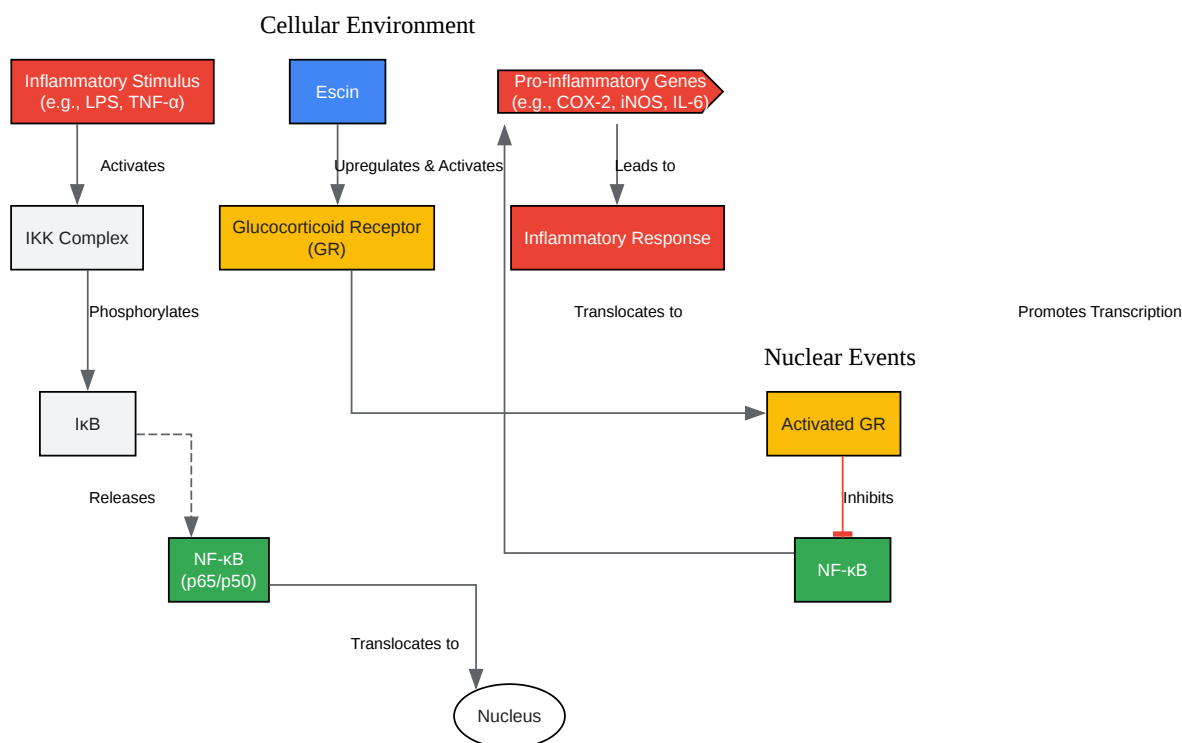 Cellular Environment
Inflammatory Stimulus
(e.g., LPS, TNF-α)
Escin
Pro-inflammatory Genes
(e.g., COX-2, iNOS, IL-6)
Activates
Upregulates & Activates
Leads to
IKK Complex
Glucocorticoid Receptor
(GR)
Inflammatory Response
Phosphorylates
Translocates to
Promotes Transcription
Nuclear Events
IκB
Activated GR
Releases
Inhibits
NF-κB
(p65/p50)
NF-κB
Translocates to
Nucleus